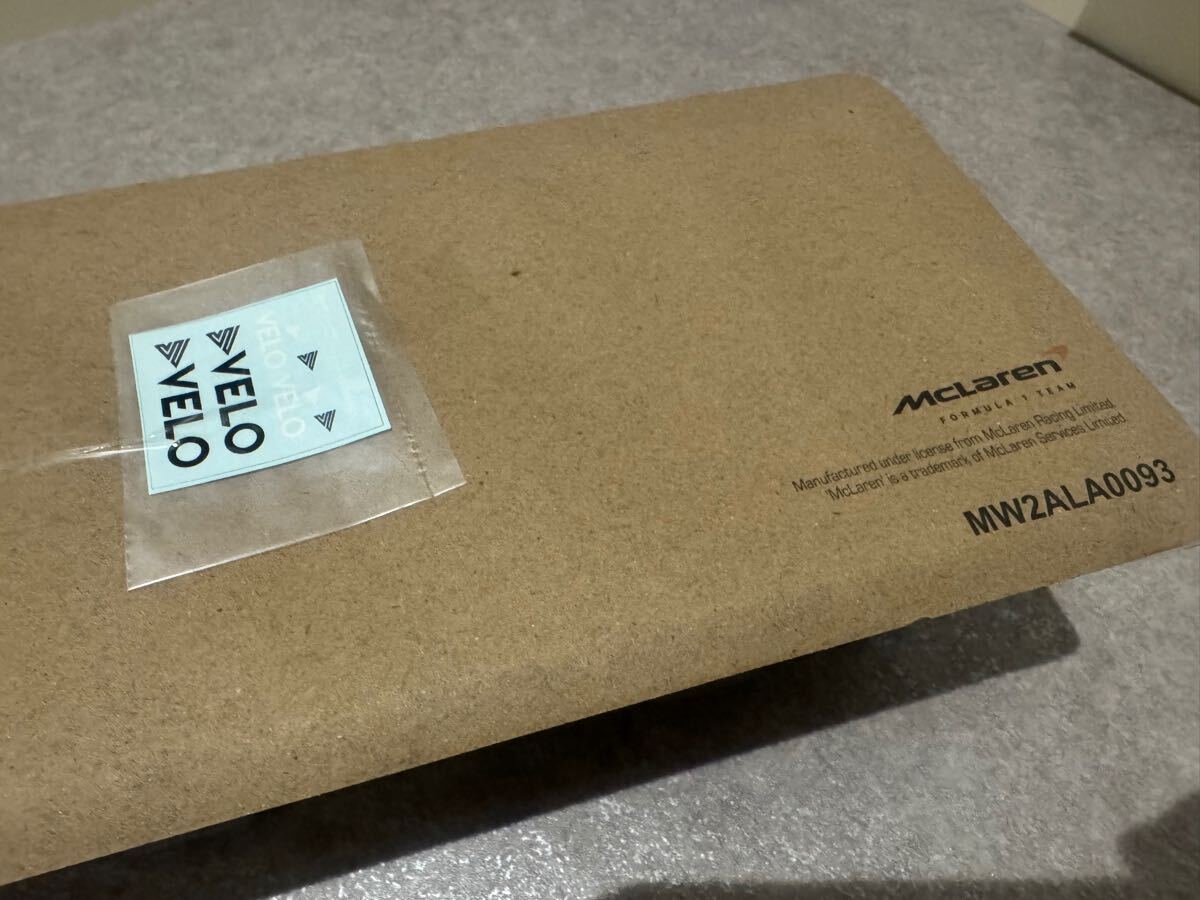 VELO
VELO
VELO
VELO
McLaren
FORMULA 1 TEAM
Manufactured under license from McLaren Racing Limited.
'McLaren' is a trademark of McLaren Services Limited
MW2ALA0093